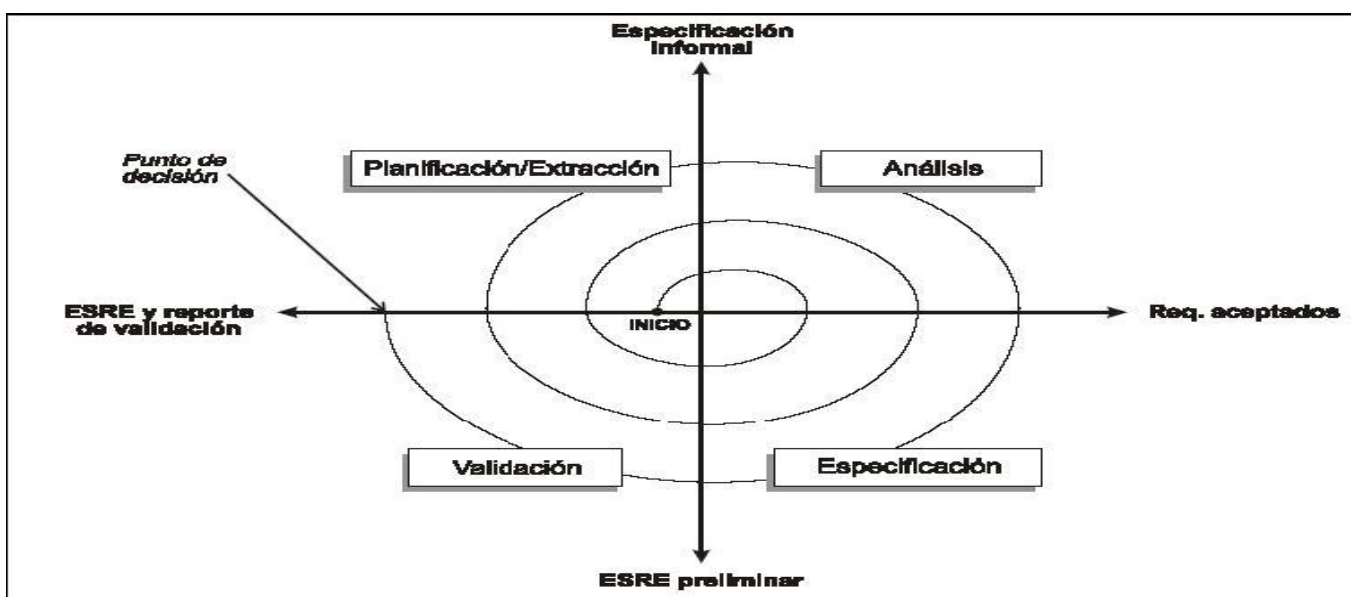 Especificación
informal
Planificación/Extracción
Análisis
Punto de
decisión
ESRE y reporte
de validación
INICIO
Req. aceptados
Validación
Especificación
ESRE preliminar